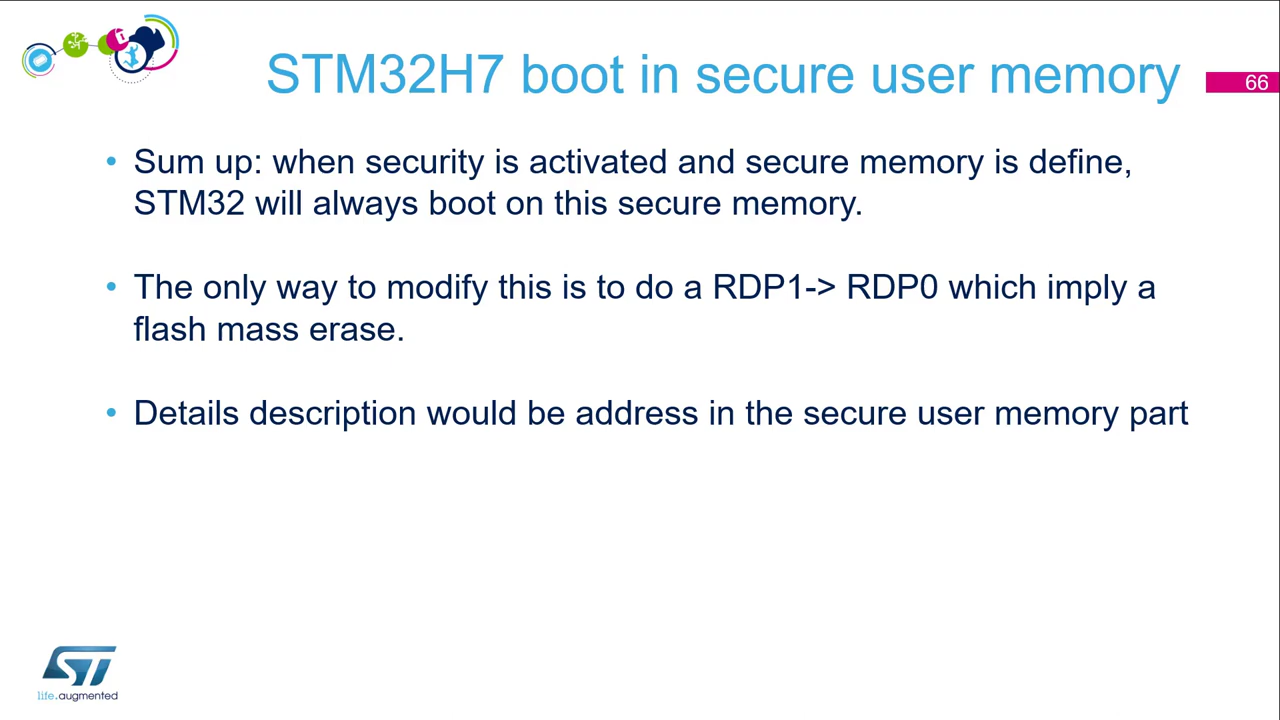 STM32H7 boot in secure user memory
66
• Sum up: when security is activated and secure memory is define,
STM32 will always boot on this secure memory.
• The only way to modify this is to do a RDP1-> RDP0 which imply a
flash mass erase.
• Details description would be address in the secure user memory part
ST
life.augmented